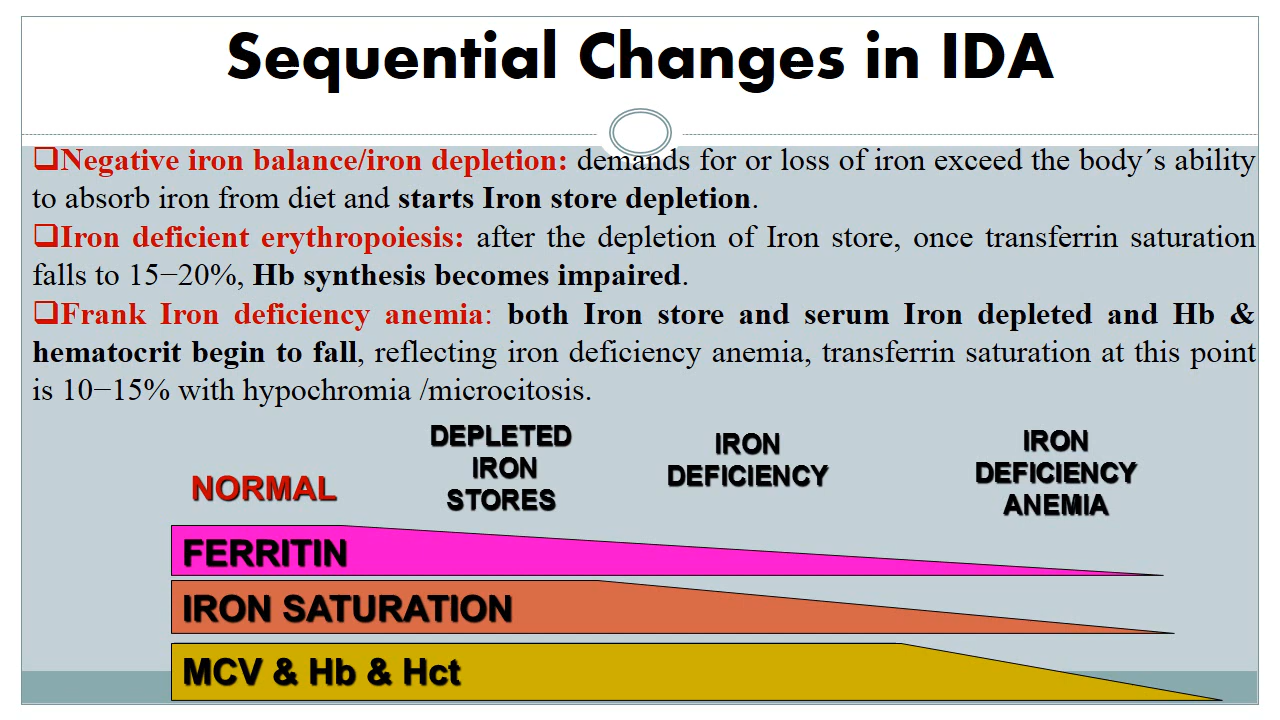 Sequential Changes in IDA
❑Negative iron balance/iron depletion: demands for or loss of iron exceed the body´s ability
to absorb iron from diet and starts Iron store depletion.
❑Iron deficient erythropoiesis: after the depletion of Iron store, once transferrin saturation
falls to 15−20%, Hb synthesis becomes impaired.
❑Frank Iron deficiency anemia: both Iron store and serum Iron depleted and Hb &
hematocrit begin to fall, reflecting iron deficiency anemia, transferrin saturation at this point
is 10−15% with hypochromia /microcitosis.
NORMAL
DEPLETED
IRON
STORES
IRON
DEFICIENCY
IRON
DEFICIENCY
ANEMIA
FERRITIN
IRON SATURATION
MCV & Hb & Hct